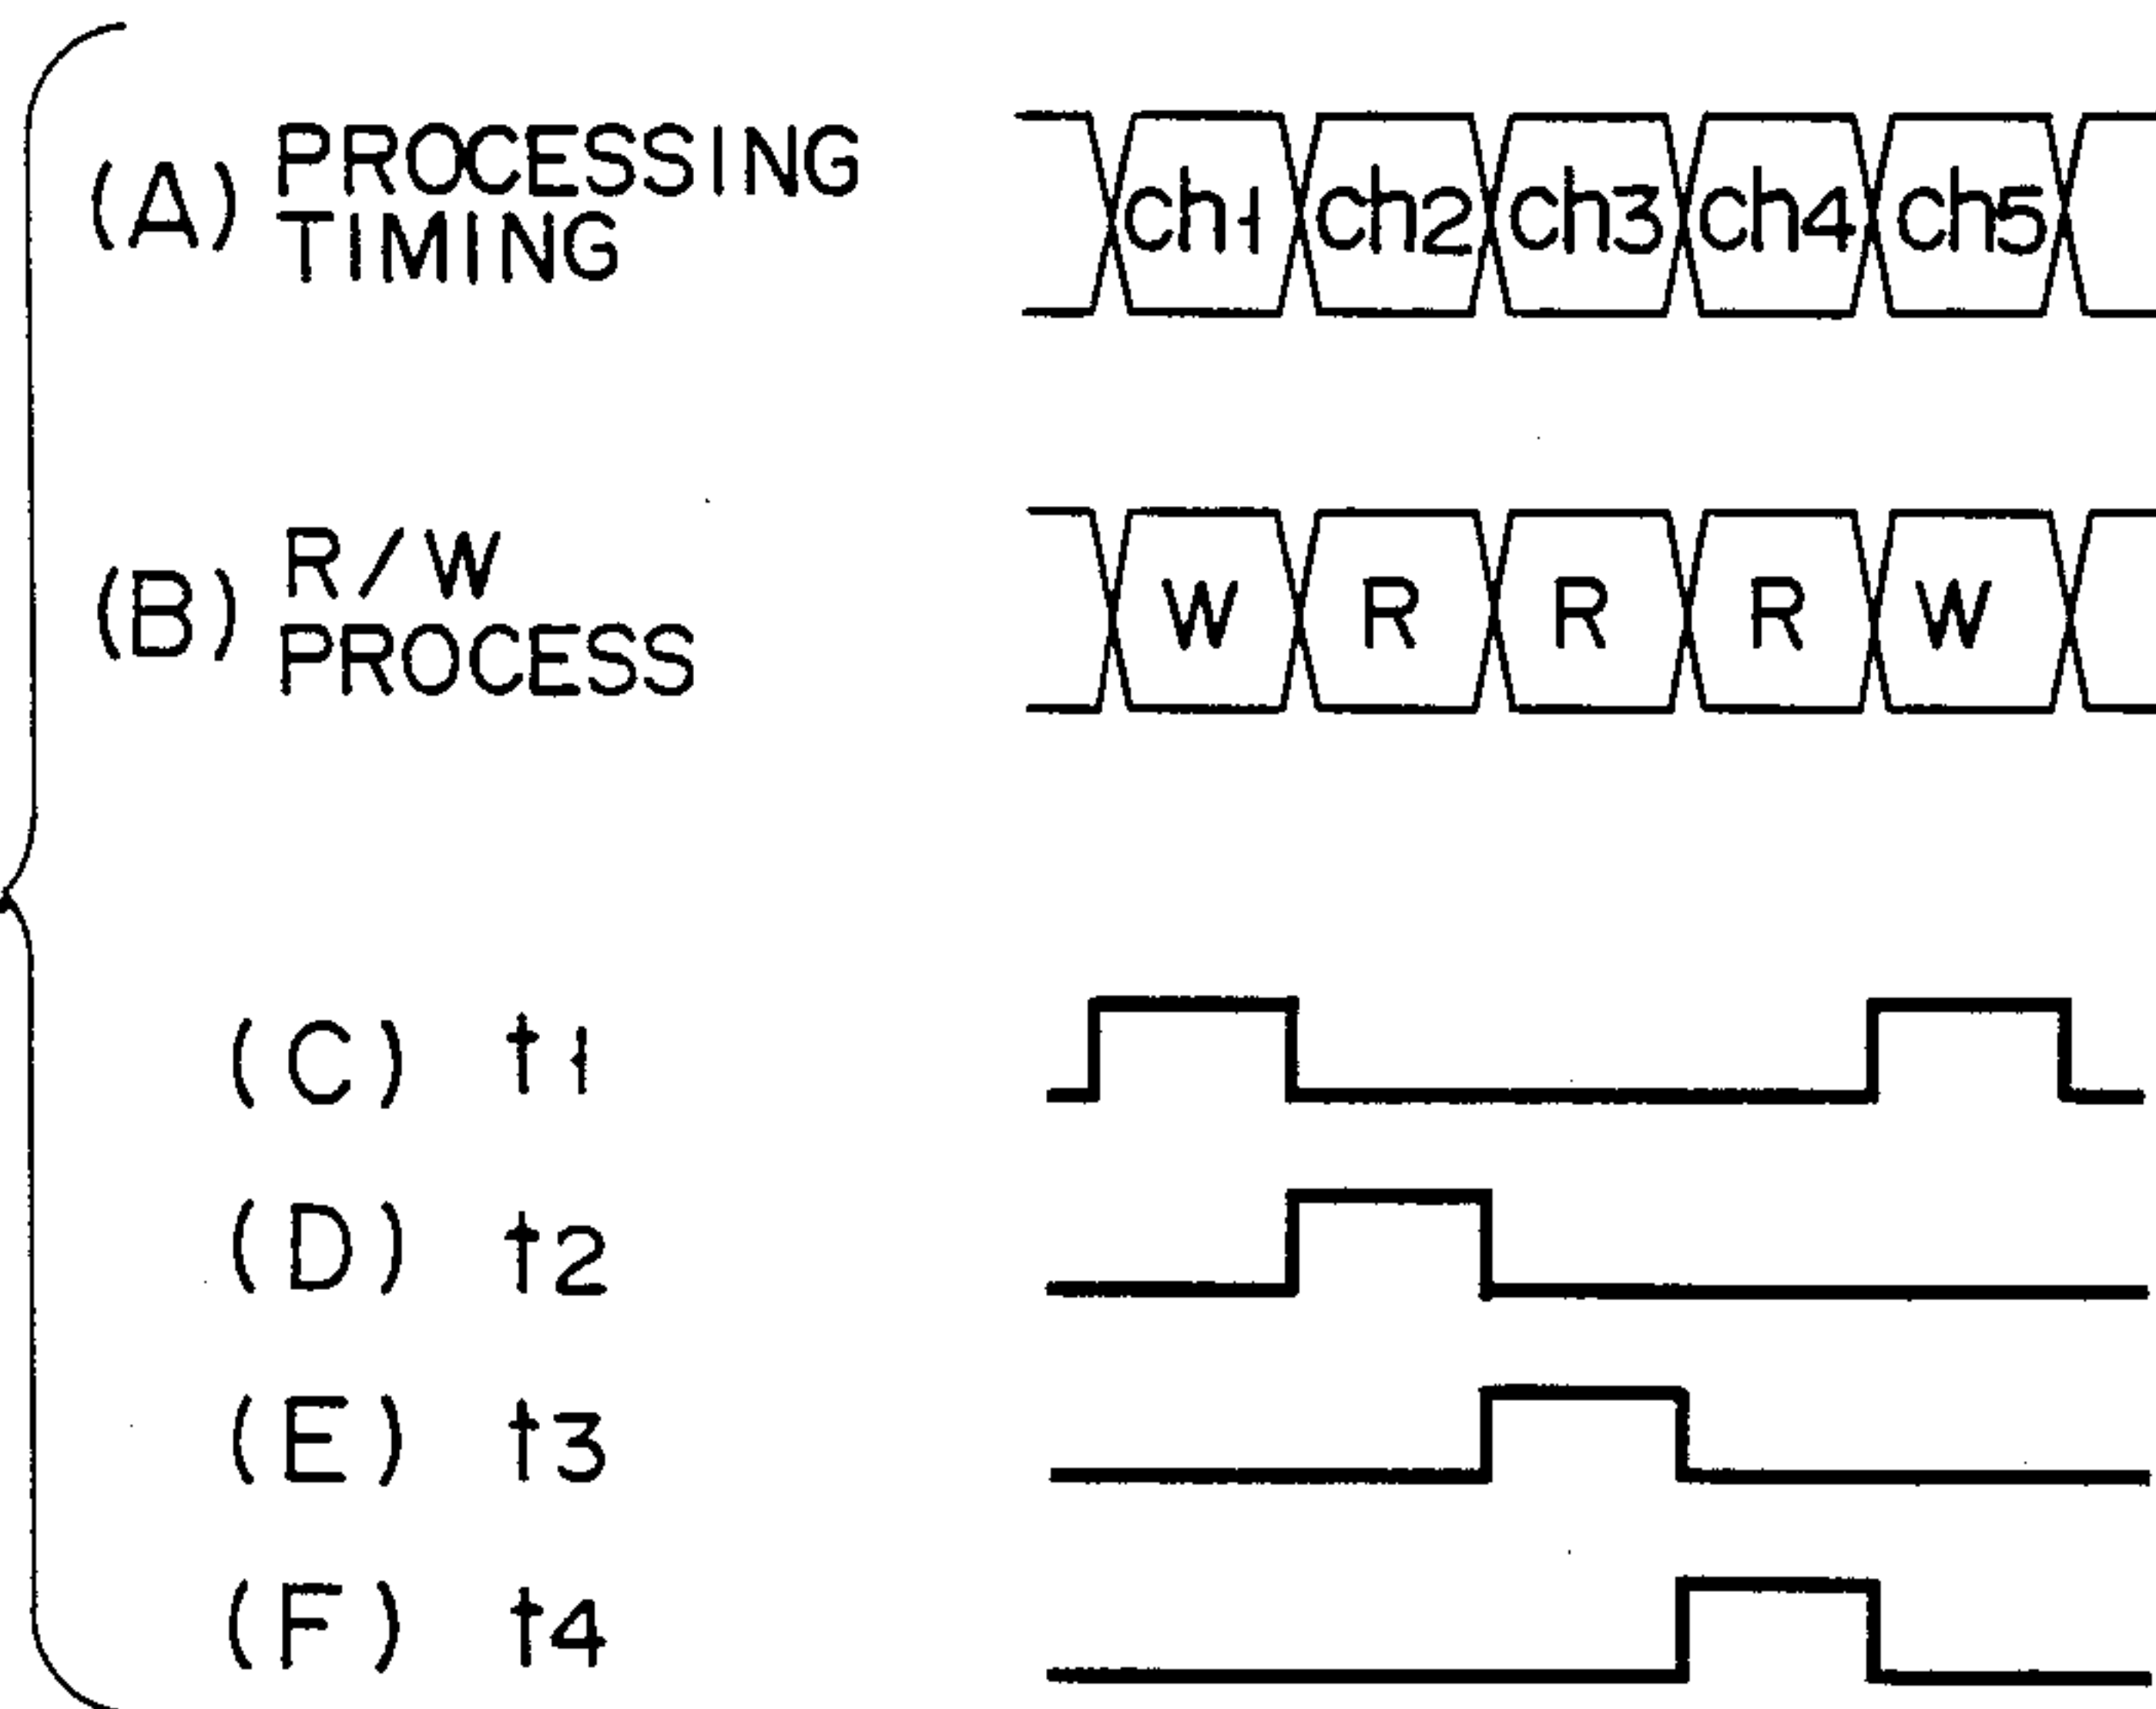 (A) PROCESSING TIMING
ch1 ch2 ch3 ch4 ch5
(B) R/W PROCESS
W R R R W
(C) t1
(D) t2
(E) t3
(F) t4